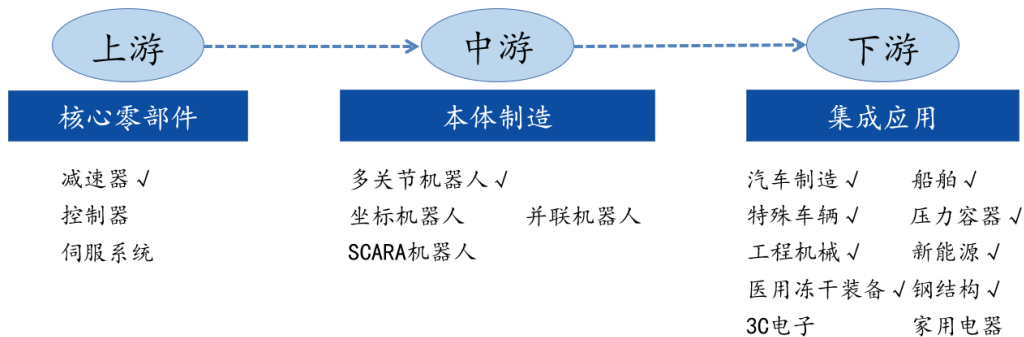 上游
中游
下游
核心零部件
本体制造
集成应用
减速器√
控制器
伺服系统
多关节机器人√
坐标机器人 并联机器人
SCARA机器人
汽车制造√ 船舶√
特殊车辆√ 压力容器√
工程机械√ 新能源√
医用冻干装备√ 钢结构√
3C电子 家用电器